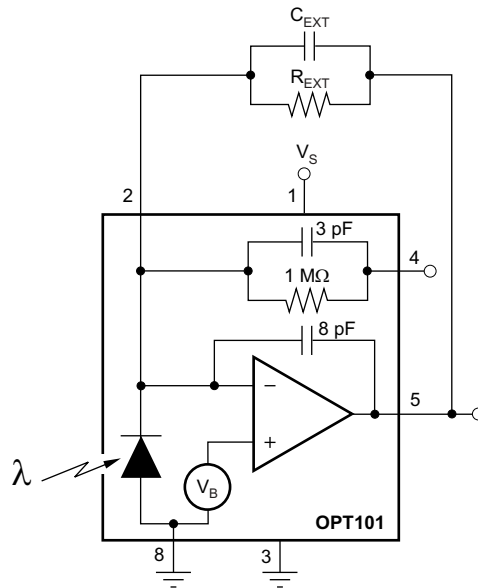 C_EXT
R_EXT
V_S
2
1
3 pF
4
1 MΩ
8 pF
5
−
+
λ
V_B
OPT101
8
3